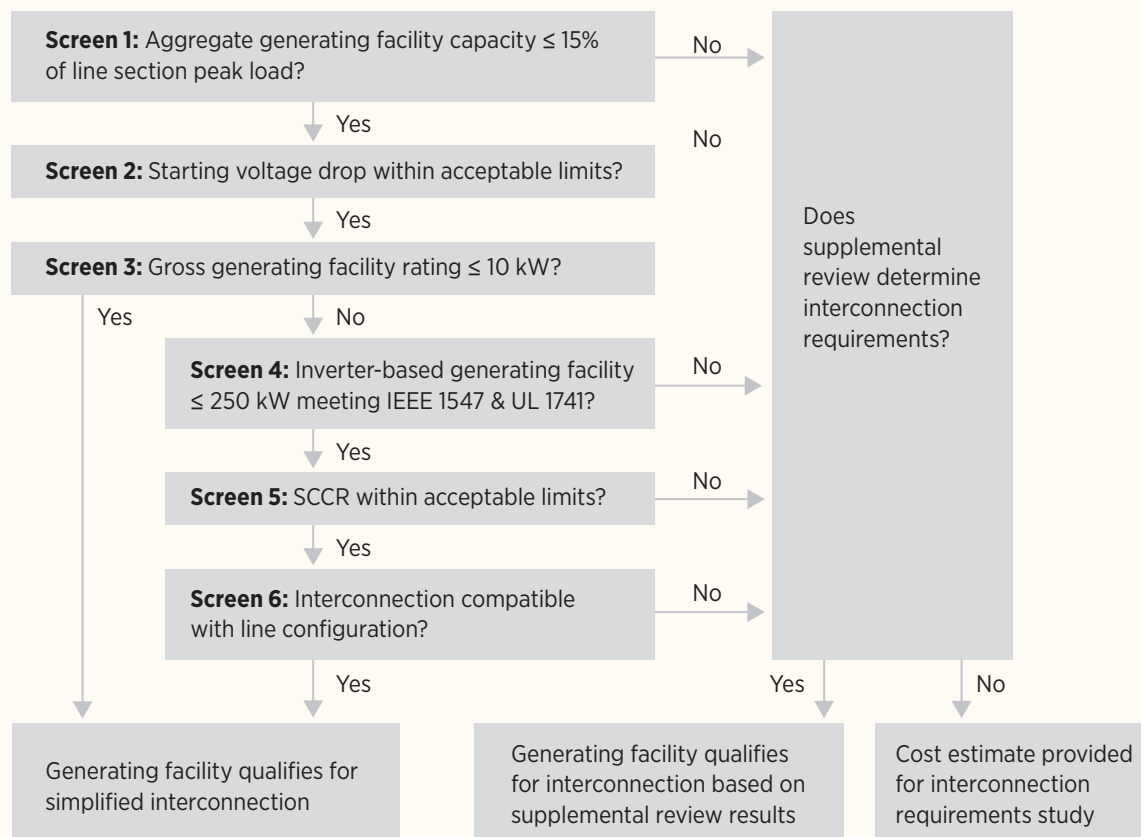 Screen 1: Aggregate generating facility capacity ≤ 15%
of line section peak load?
No
Yes
No
Screen 2: Starting voltage drop within acceptable limits?
Yes
Screen 3: Gross generating facility rating ≤ 10 kW?
Yes
No
Screen 4: Inverter-based generating facility
≤ 250 kW meeting IEEE 1547 & UL 1741?
No
Yes
Screen 5: SCCR within acceptable limits?
No
Yes
Screen 6: Interconnection compatible
with line configuration?
No
Yes
Does
supplemental
review determine
interconnection
requirements?
Yes
No
Generating facility qualifies for
simplified interconnection
Generating facility qualifies
for interconnection based on
supplemental review results
Cost estimate provided
for interconnection
requirements study